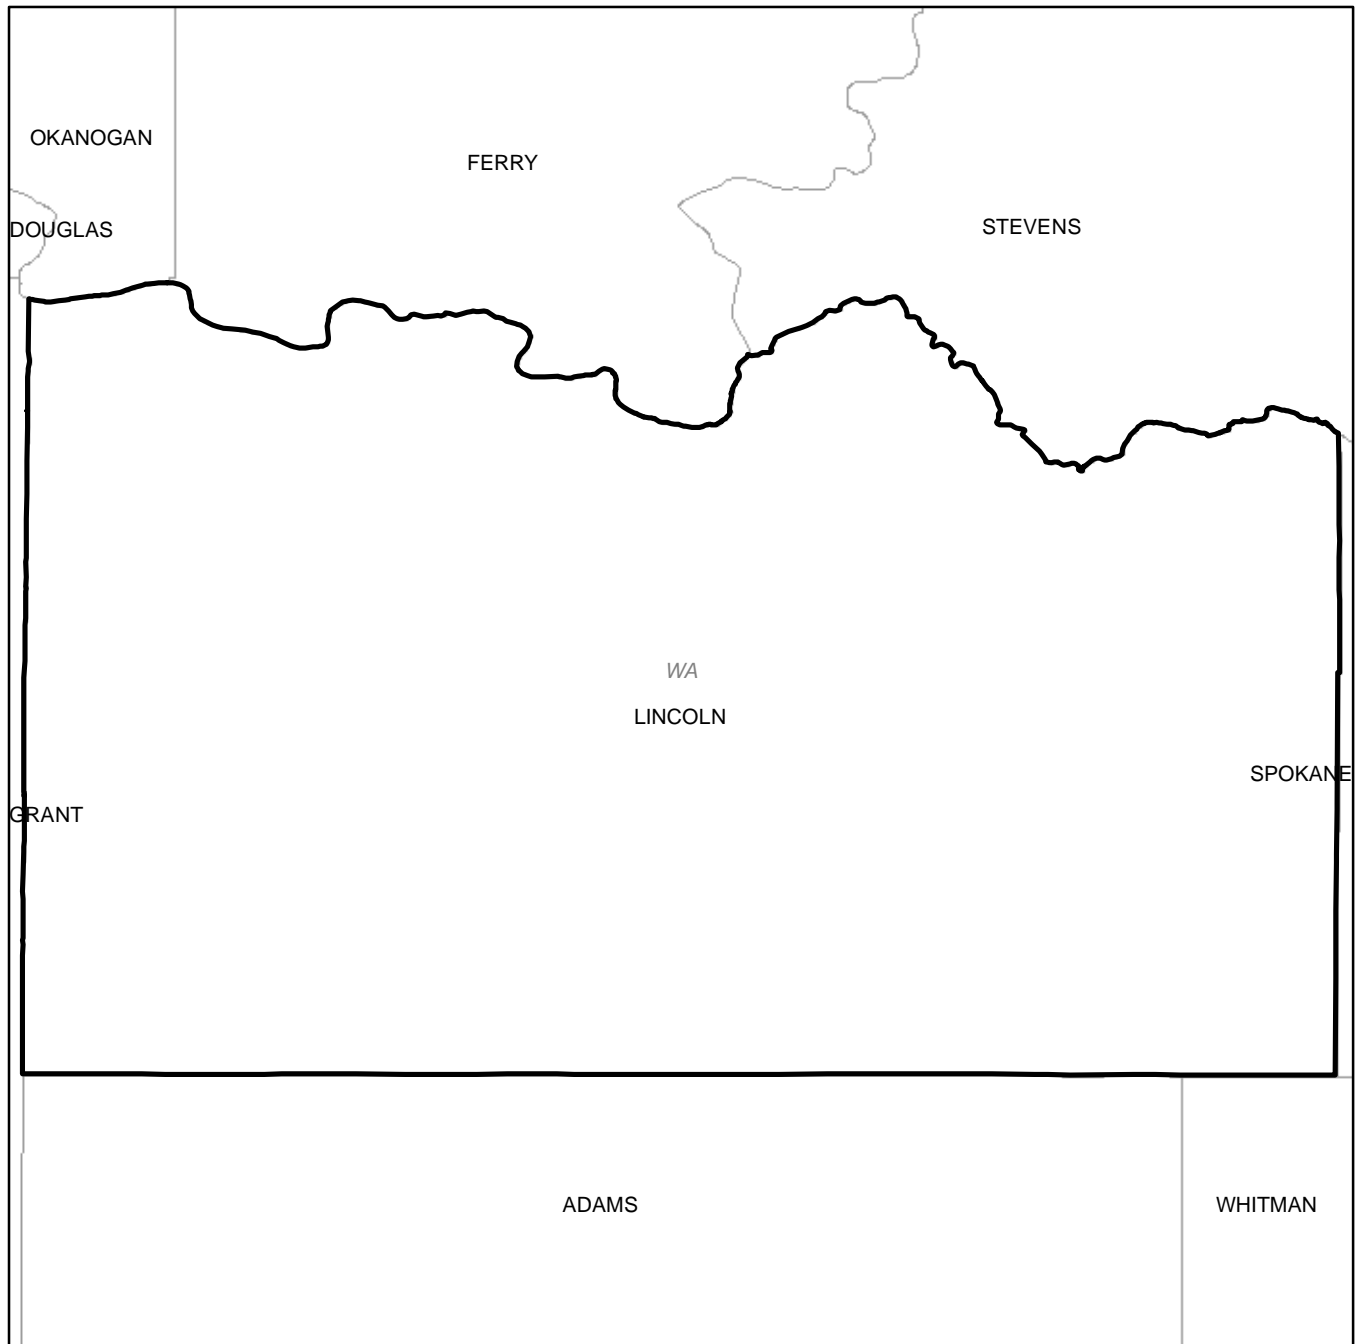 OKANOGAN
FERRY
STEVENS
DOUGLAS
WA
LINCOLN
SPOKANE
GRANT
ADAMS
WHITMAN